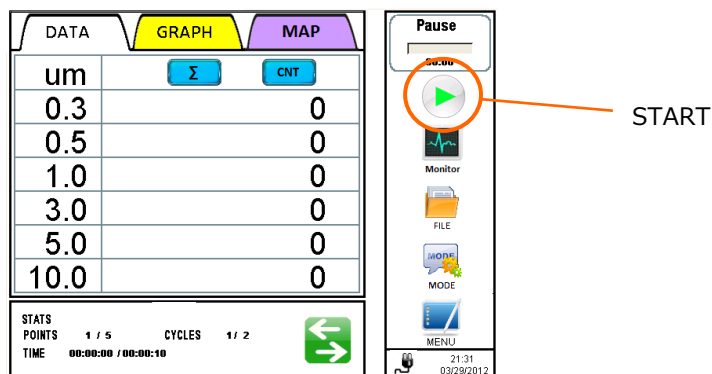 DATA GRAPH MAP
um Σ CNT
0.3 0
0.5 0
1.0 0
3.0 0
5.0 0
10.0 0
STATS
POINTS 1 / 5 CYCLES 1/ 2
TIME 00:00:00 / 00:00:10
Pause
00:00
START
Monitor
FILE
MODE
MODE
MENU
21:31
03/29/2012